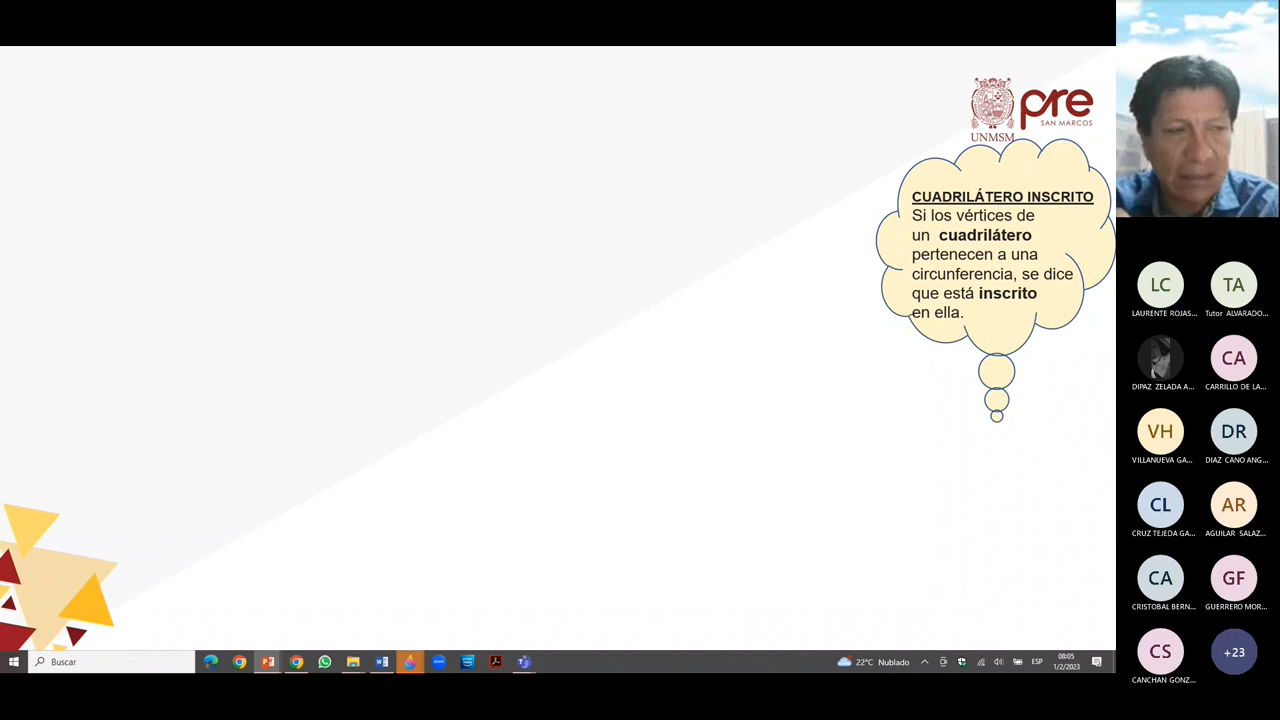 pre
SAN MARCOS
UNMSM
CUADRILÁTERO INSCRITO
Si los vértices de
un cuadrilátero
pertenecen a una
circunferencia, se dice
que está inscrito
en ella.
LC
TA
LAURENTE ROJAS...
Tutor ALVARADO...
CA
DIPAZ ZELADA A...
CARRILLO DE LA...
VH
DR
VILLANUEVA GA...
DIAZ CANO ANG...
CL
AR
CRUZ TEJEDA GA...
AGUILAR SALAZ...
CA
GF
CRISTOBAL BERN...
GUERRERO MOR...
CS
+23
CANCHAN GONZ...
Buscar
22°C Nublado
ESP
08:05
1/2/2023